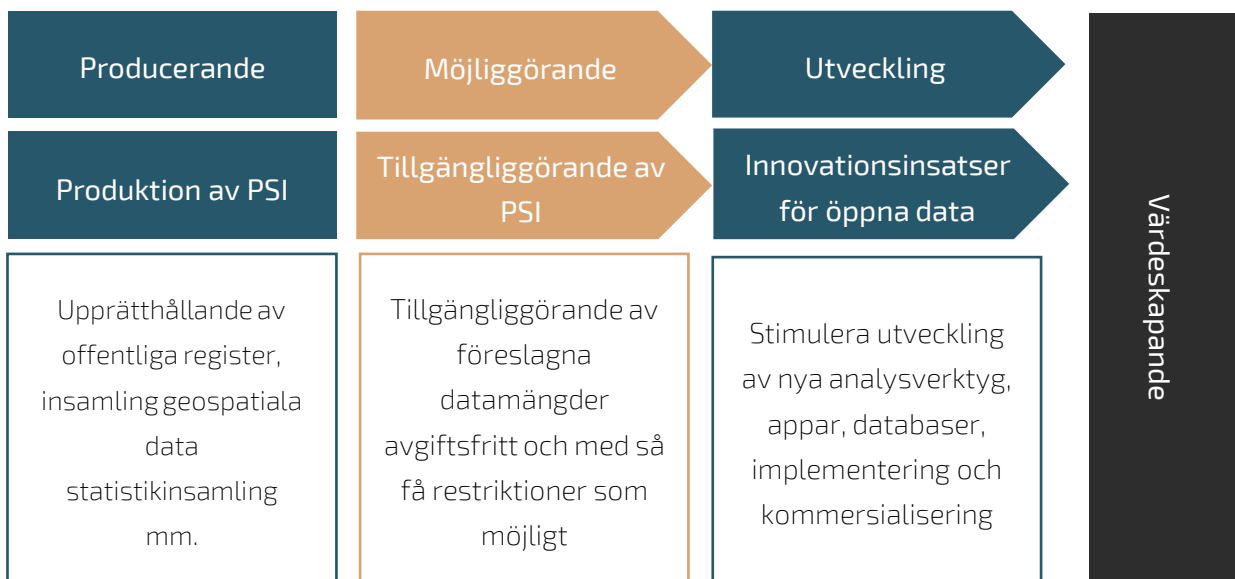 Producerande
Möjliggörande
Utveckling
Produktion av PSI
Tillgängliggörande av
PSI
Innovationsinsatser
för öppna data
Upprätthållande av
offentliga register,
insamling geospatiala
data
statistikinsamling
mm.
Tillgängliggörande av
föreslagna
datamängder
avgiftsfritt och med så
få restriktioner som
möjligt
Stimulera utveckling
av nya analysverktyg,
appar, databaser,
implementering och
kommersialisering
Värdeskapande